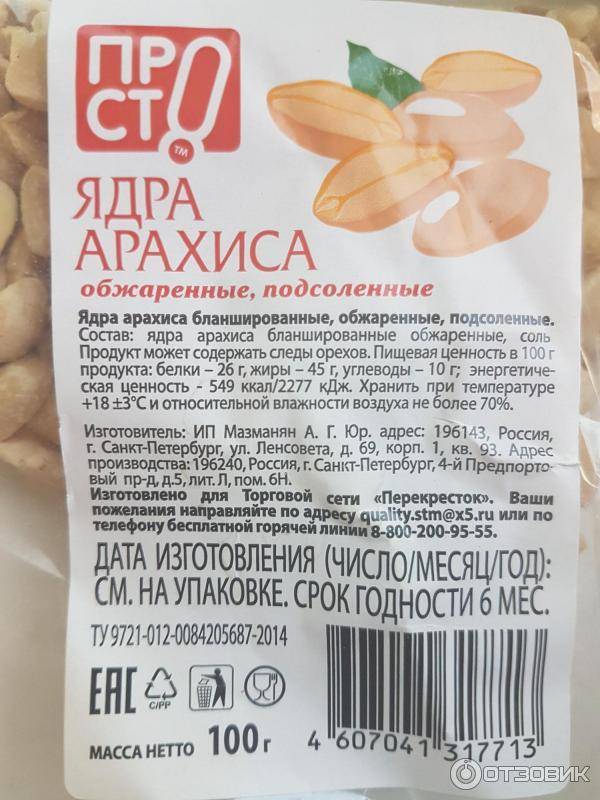 ПР
СТ!
TM
ЯДРА
АРАХИСА
обжаренные, подсоленные
Ядра арахиса бланшированные, обжаренные, подсоленные.
Состав: ядра арахиса бланшированные обжаренные, соль
Продукт может содержать следы орехов. Пищевая ценность в 100 г
продукта: белки – 26 г, жиры – 45 г, углеводы – 10 г; энергетиче-
ская ценность - 549 ккал/2277 кДж. Хранить при температуре
+18 ±3°С и относительной влажности воздуха не более 70%.
Изготовитель: ИП Мазманян А. Г. Юр. адрес: 196143, Россия,
г. Санкт-Петербург, ул. Ленсовета, д. 69, корп. 1, кв. 93. Адрес
производства: 196240, Россия, г. Санкт-Петербург, 4-й Предпорто-
вый пр-д, д.5, лит. Л, пом. 6Н.
Изготовлено для Торговой сети «Перекресток». Ваши
пожелания направляйте по адресу quality.stm@x5.ru или по
телефону бесплатной горячей линии 8-800-200-95-55.
ДАТА ИЗГОТОВЛЕНИЯ (ЧИСЛО/МЕСЯЦ/ГОД):
СМ. НА УПАКОВКЕ. СРОК ГОДНОСТИ 6 МЕС.
ТУ 9721-012-0084205687-2014
ЕАС
C/PP
МАССА НЕТТО 100 г
4 607041 317713
ОТЗОВИК